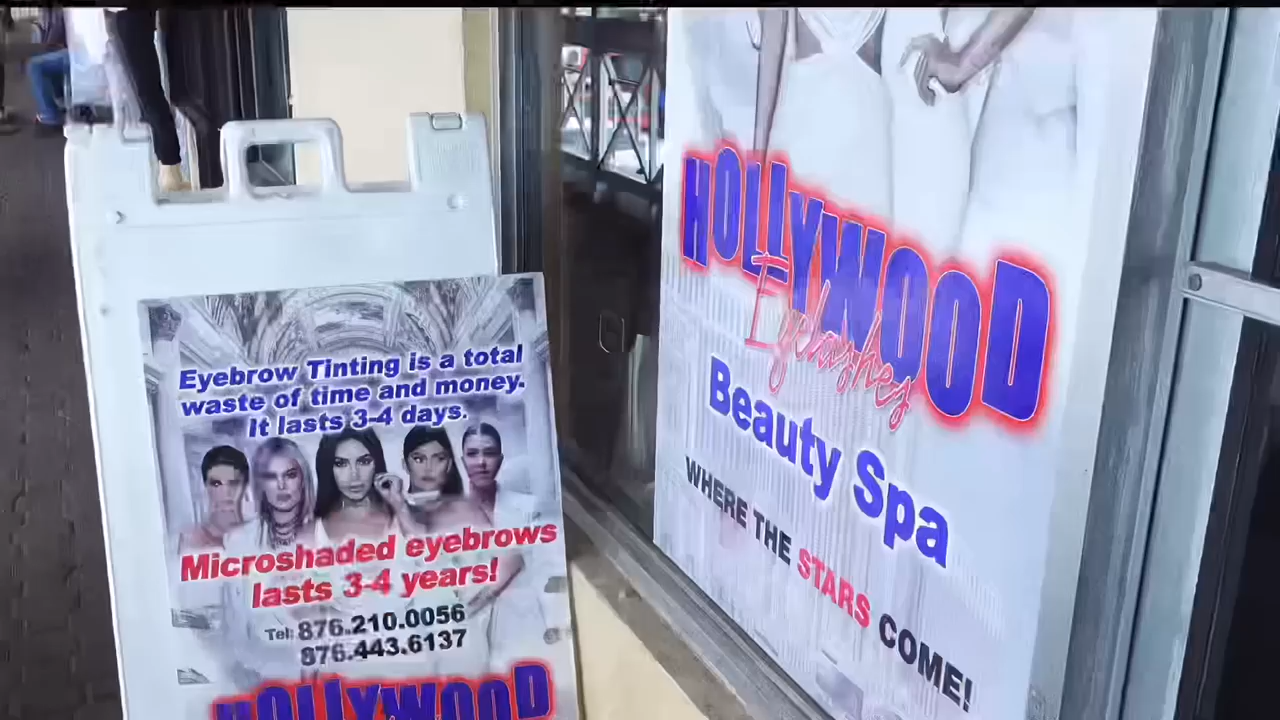 Eyebrow Tinting is a total
waste of time and money.
It lasts 3-4 days.
Microshaded eyebrows
lasts 3-4 years!
Tel: 876.210.0056
876.443.6137
HOLLYWOOD
HOLLYWOOD
Eyelashes
Beauty Spa
WHERE THE STARS COME!